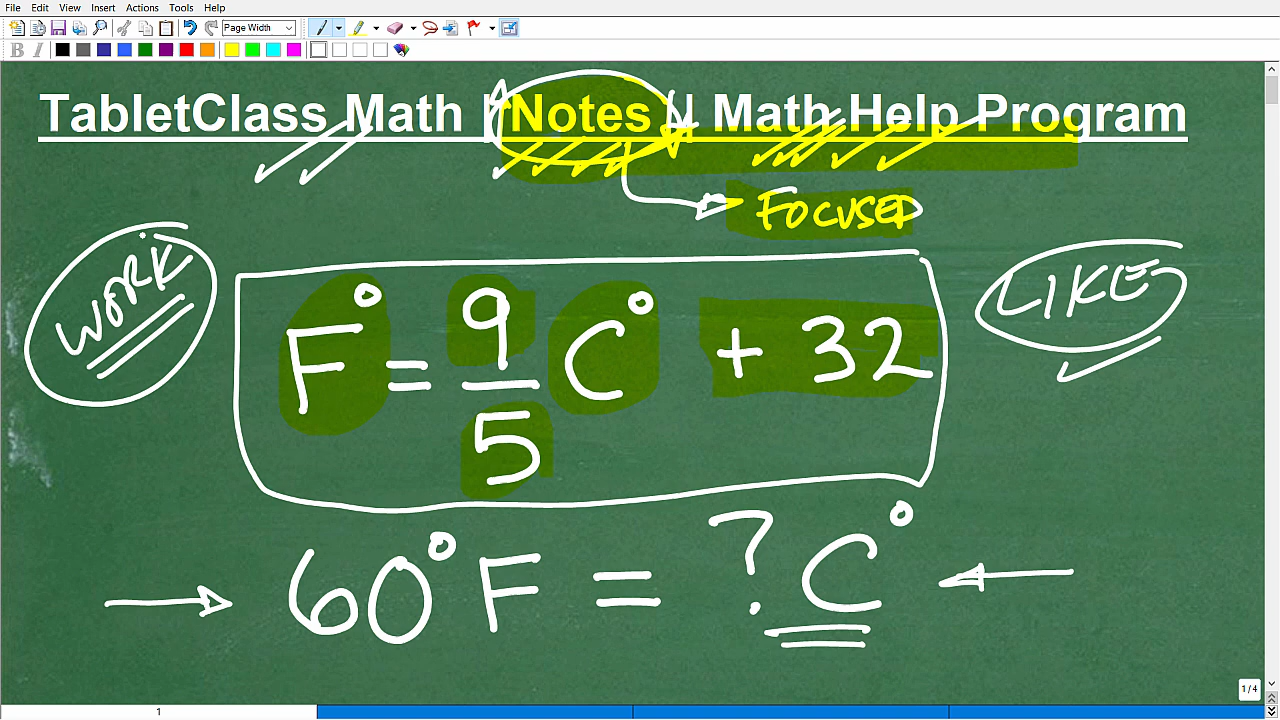 File Edit View Insert Actions Tools Help
Page Width
B I
TabletClass Math | Notes | Math Help Program
FOCUSED
WORK
LIKE
F° = 9/5 C° + 32
60°F = ? C°
1/4
1